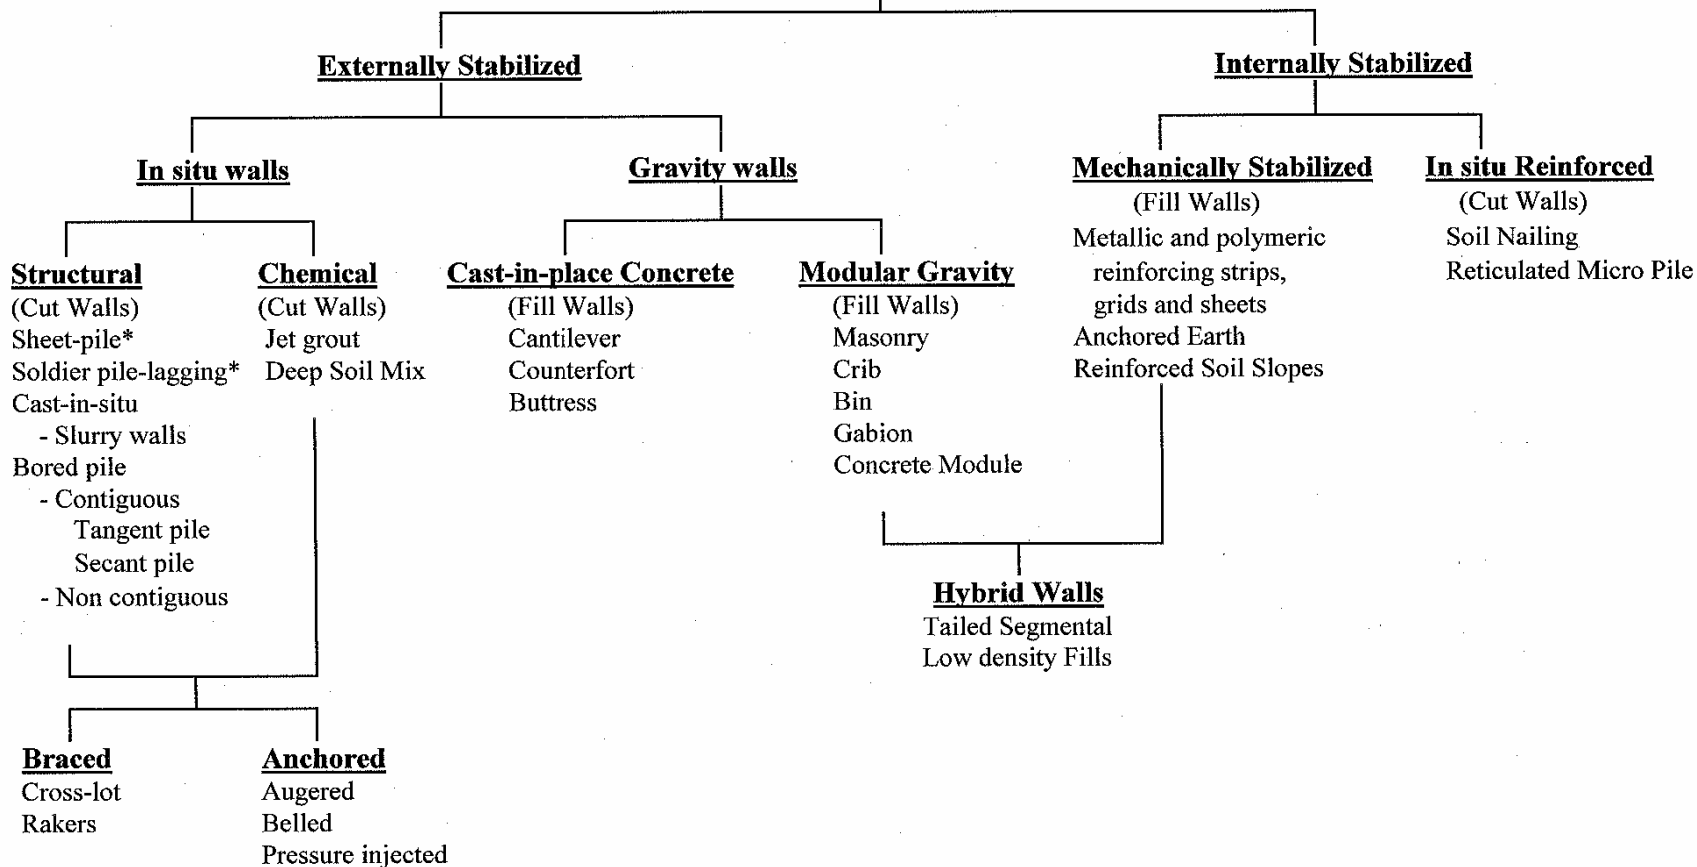 Externally Stabilized
Internally Stabilized
In situ walls
Gravity walls
Mechanically Stabilized
(Fill Walls)
Metallic and polymeric
reinforcing strips,
grids and sheets
Anchored Earth
Reinforced Soil Slopes
In situ Reinforced
(Cut Walls)
Soil Nailing
Reticulated Micro Pile
Structural
(Cut Walls)
Sheet-pile*
Soldier pile-lagging*
Cast-in-situ
- Slurry walls
Bored pile
- Contiguous
Tangent pile
Secant pile
- Non contiguous
Chemical
(Cut Walls)
Jet grout
Deep Soil Mix
Cast-in-place Concrete
(Fill Walls)
Cantilever
Counterfort
Buttress
Modular Gravity
(Fill Walls)
Masonry
Crib
Bin
Gabion
Concrete Module
Hybrid Walls
Tailed Segmental
Low density Fills
Braced
Cross-lot
Rakers
Anchored
Augered
Belled
Pressure injected